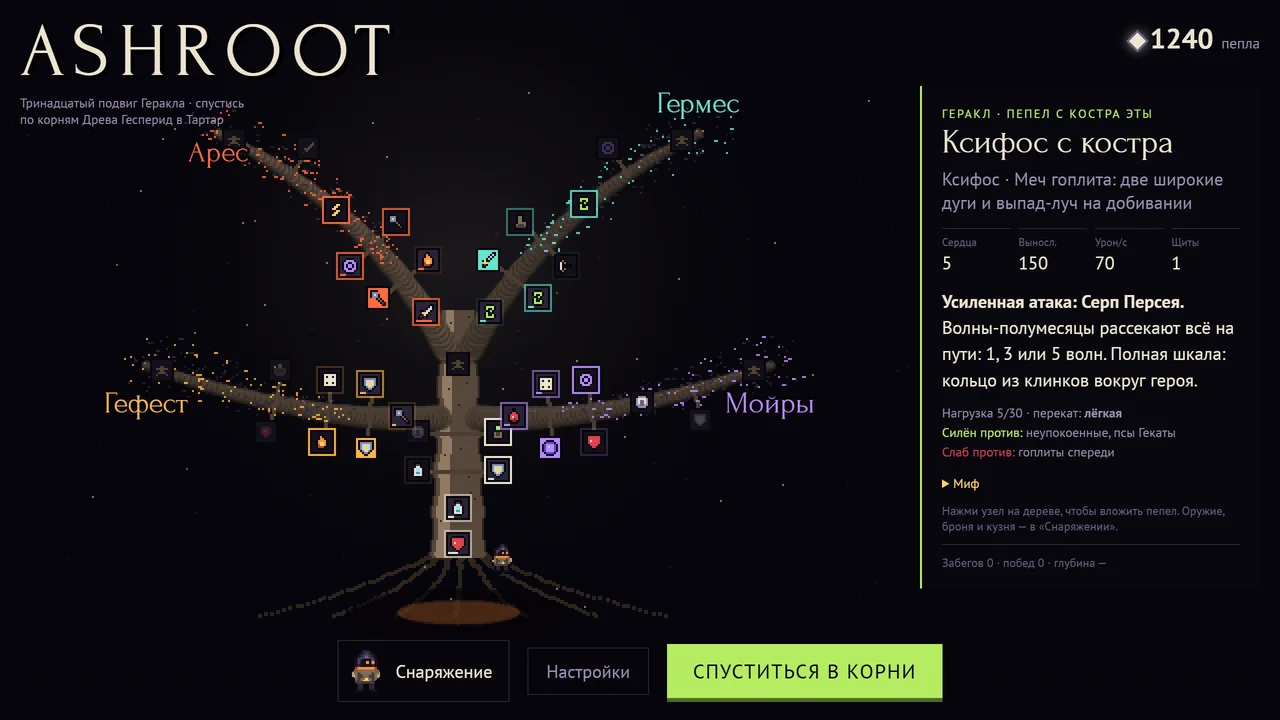 ASHROOT
Тринадцатый подвиг Геракла · спустись
по корням Древа Гесперид в Тартар
1240 пепла
Арес
Гермес
Гефест
Мойры
ГЕРАКЛ · ПЕПЕЛ С КОСТРА ЭТЫ
Ксифос с костра
Ксифос · Меч гоплита: две широкие
дуги и выпад-луч на добивании
Сердца Вынosл. Урон/с Щиты
5 150 70 1
Усиленная атака: Серп Персея.
Волны-полумесяцы рассекают всё на
пути: 1, 3 или 5 волн. Полная шкала:
кольцо из клинков вокруг героя.
Нагрузка 5/30 · перекат: лёгкая
Силён против: неупокоенные, псы Гекаты
Слаб против: гоплиты спереди
Миф
Нажми узел на дереве, чтобы вложить пепел. Оружие,
броня и кузня — в «Снаряжении».
Забегов 0 · побед 0 · глубина —
Снаряжение
Настройки
СПУСТИТЬСЯ В КОРНИ